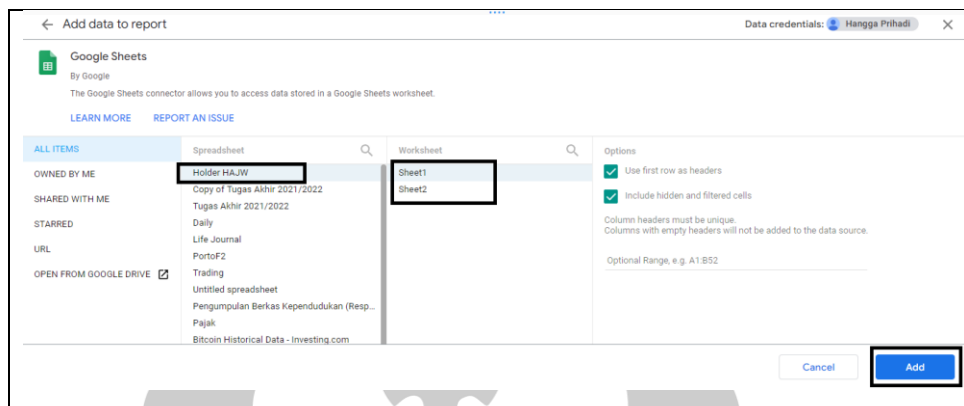 Add data to report
Data credentials: Hangga Prihadi
Google Sheets
By Google
The Google Sheets connector allows you to access data stored in a Google Sheets worksheet.
LEARN MORE REPORT AN ISSUE
ALL ITEMS
OWNED BY ME
SHARED WITH ME
STARRED
URL
OPEN FROM GOOGLE DRIVE
Spreadsheet
Holder HAJW
Copy of Tugas Akhir 2021/2022
Tugas Akhir 2021/2022
Daily
Life Journal
PortoF2
Trading
Untitled spreadsheet
Pengumpulan Berkas Kependudukan (Resp...
Pajak
Bitcoin Historical Data - Investing.com
Worksheet
Sheet1
Sheet2
Options
Use first row as headers
Include hidden and filtered cells
Column headers must be unique.
Columns with empty headers will not be added to the data source.
Optional Range, e.g. A1:B52
Cancel
Add